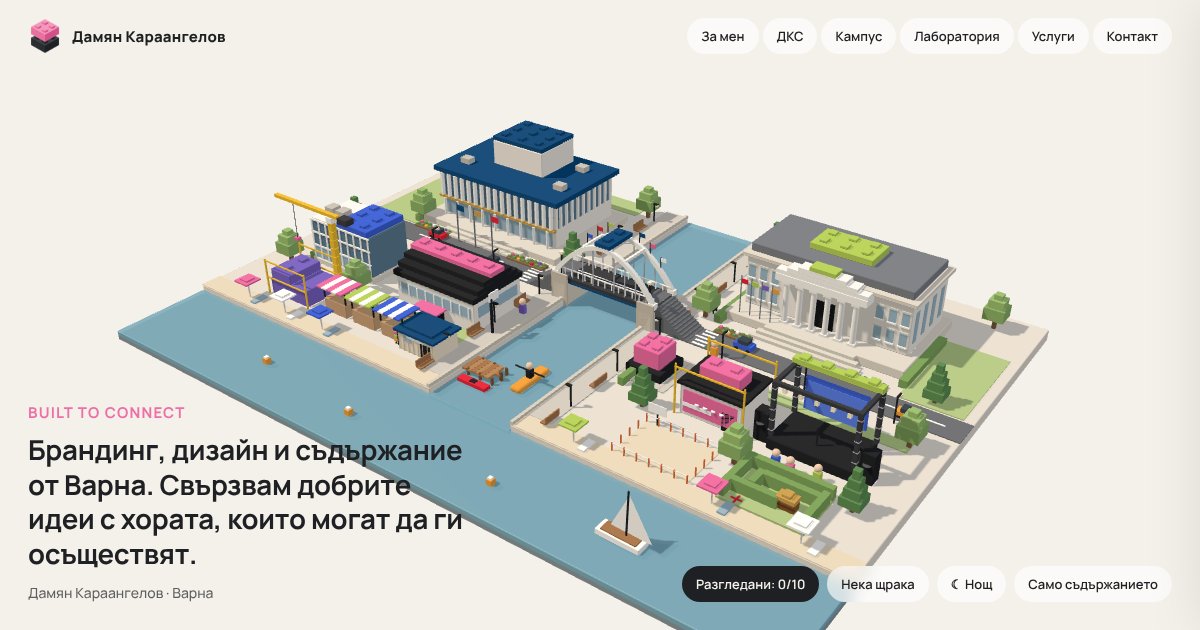 Дамян Караангелов
За мен
ДКС
Кампус
Лаборатория
Услуги
Контакт
BUILT TO CONNECT
Брандинг, дизайн и съдържание
от Варна. Свързвам добрите
идеи с хората, които могат да ги
осъществят.
Дамян Караангелов · Варна
Разгледани: 0/10
Нека щрака
☾ Нощ
Само съдържанието